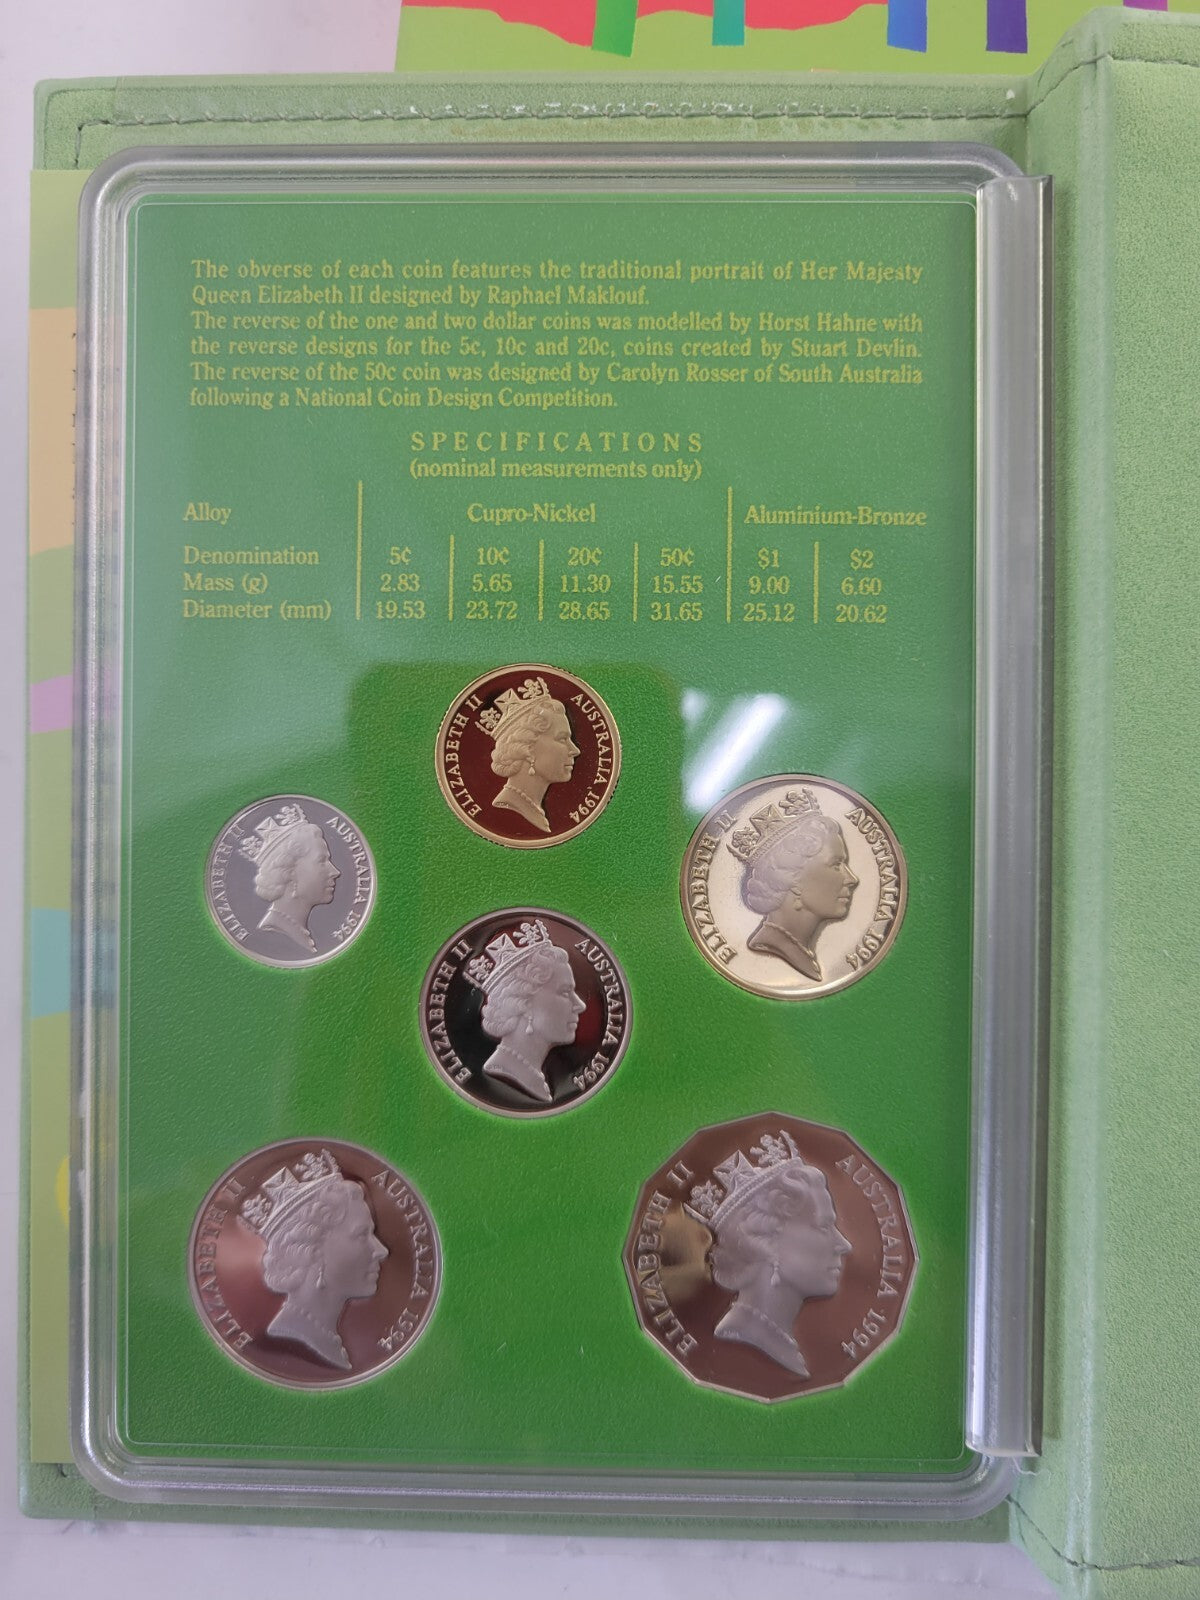 The obverse of each coin features the traditional portrait of Her Majesty
Queen Elizabeth II designed by Raphael Maklouf.
The reverse of the one and two dollar coins was modelled by Horst Hahne with
the reverse designs for the 5c, 10c and 20c, coins created by Stuart Devlin.
The reverse of the 50c coin was designed by Carolyn Rosser of South Australia
following a National Coin Design Competition.
SPECIFICATIONS
(nominal measurements only)
Alloy Cupro-Nickel Aluminium-Bronze
Denomination 5¢ 10¢ 20¢ 50¢ $1 $2
Mass (g) 2.83 5.65 11.30 15.55 9.00 6.60
Diameter (mm) 19.53 23.72 28.65 31.65 25.12 20.62
ELIZABETH II AUSTRALIA 1994
ELIZABETH II AUSTRALIA 1994
ELIZABETH II AUSTRALIA 1994
ELIZABETH II AUSTRALIA 1994
ELIZABETH II AUSTRALIA 1994
ELIZABETH II AUSTRALIA 1994